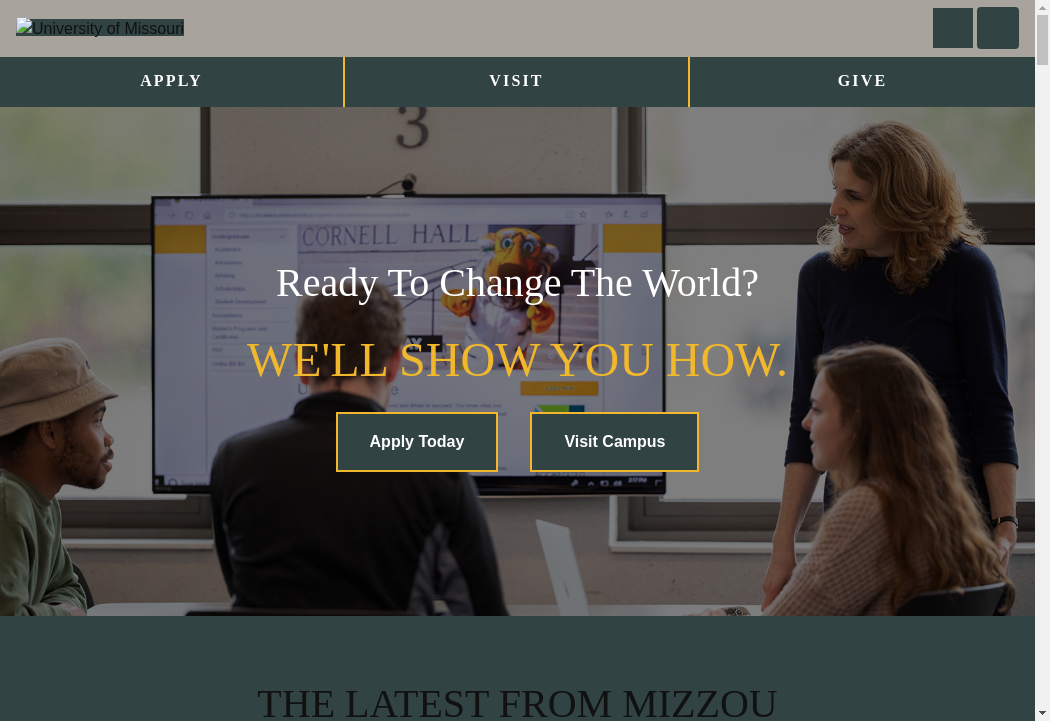 University of Missouri
APPLY
VISIT
GIVE
3
CORNELL HALL
Ready To Change The World?
WE'LL SHOW YOU HOW.
Apply Today
Visit Campus
THE LATEST FROM MIZZOU